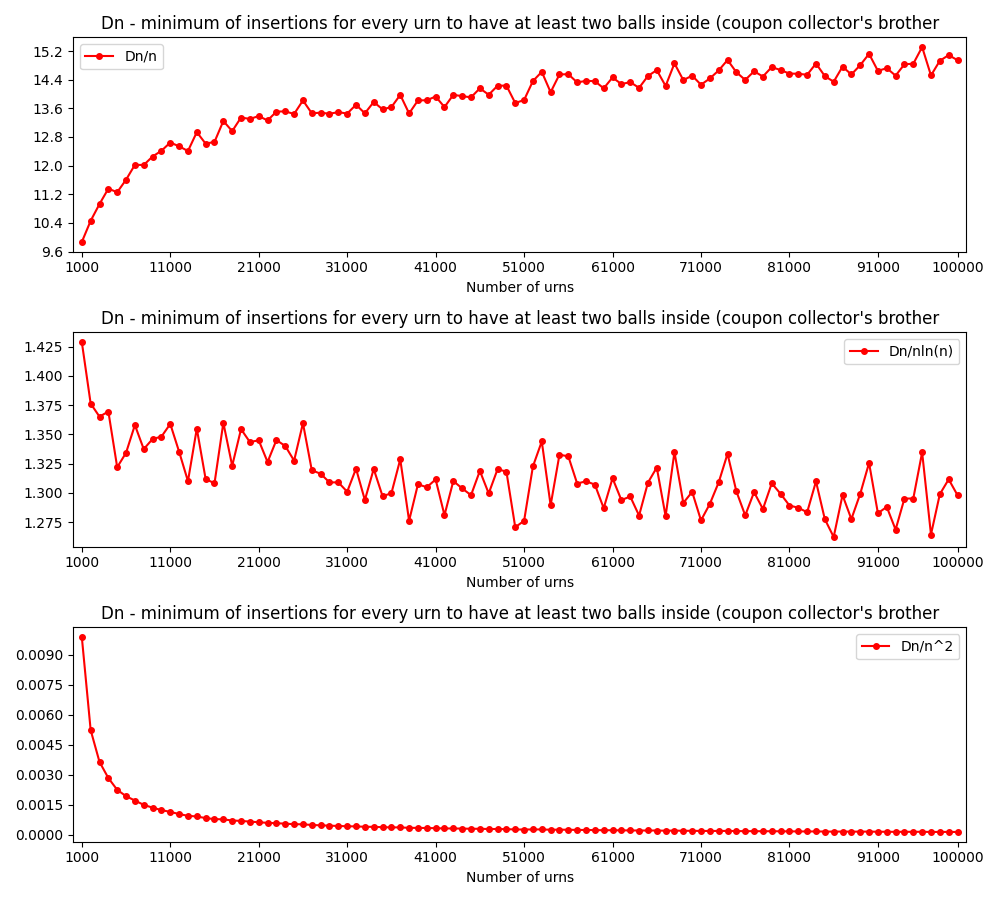 Dn - minimum of insertions for every urn to have at least two balls inside (coupon collector's brother
15.2
14.4
13.6
12.8
12.0
11.2
10.4
9.6
Dn/n
1000 11000 21000 31000 41000 51000 61000 71000 81000 91000 100000
Number of urns
Dn - minimum of insertions for every urn to have at least two balls inside (coupon collector's brother
1.425
1.400
1.375
1.350
1.325
1.300
1.275
Dn/nln(n)
1000 11000 21000 31000 41000 51000 61000 71000 81000 91000 100000
Number of urns
Dn - minimum of insertions for every urn to have at least two balls inside (coupon collector's brother
0.0090
0.0075
0.0060
0.0045
0.0030
0.0015
0.0000
Dn/n^2
1000 11000 21000 31000 41000 51000 61000 71000 81000 91000 100000
Number of urns